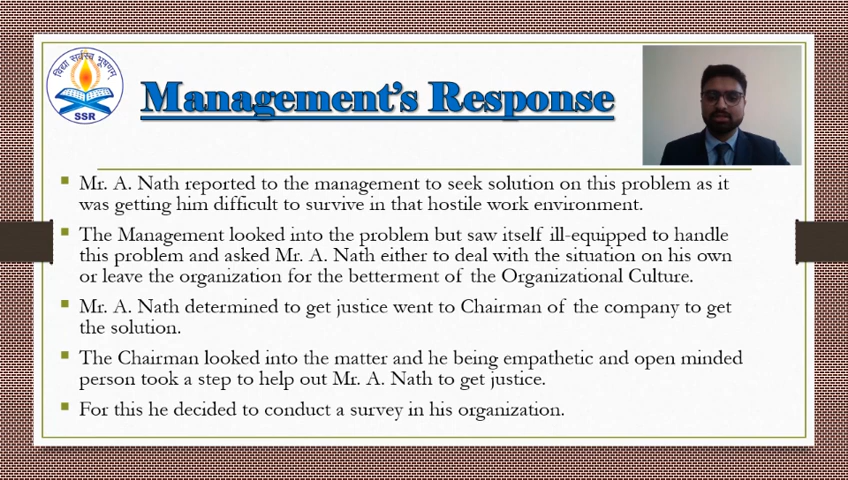 विद्या सर्वस्व भूषणम्
SSR
Management's Response
Mr. A. Nath reported to the management to seek solution on this problem as it
was getting him difficult to survive in that hostile work environment.
The Management looked into the problem but saw itself ill-equipped to handle
this problem and asked Mr. A. Nath either to deal with the situation on his own
or leave the organization for the betterment of the Organizational Culture.
Mr. A. Nath determined to get justice went to Chairman of the company to get
the solution.
The Chairman looked into the matter and he being empathetic and open minded
person took a step to help out Mr. A. Nath to get justice.
For this he decided to conduct a survey in his organization.